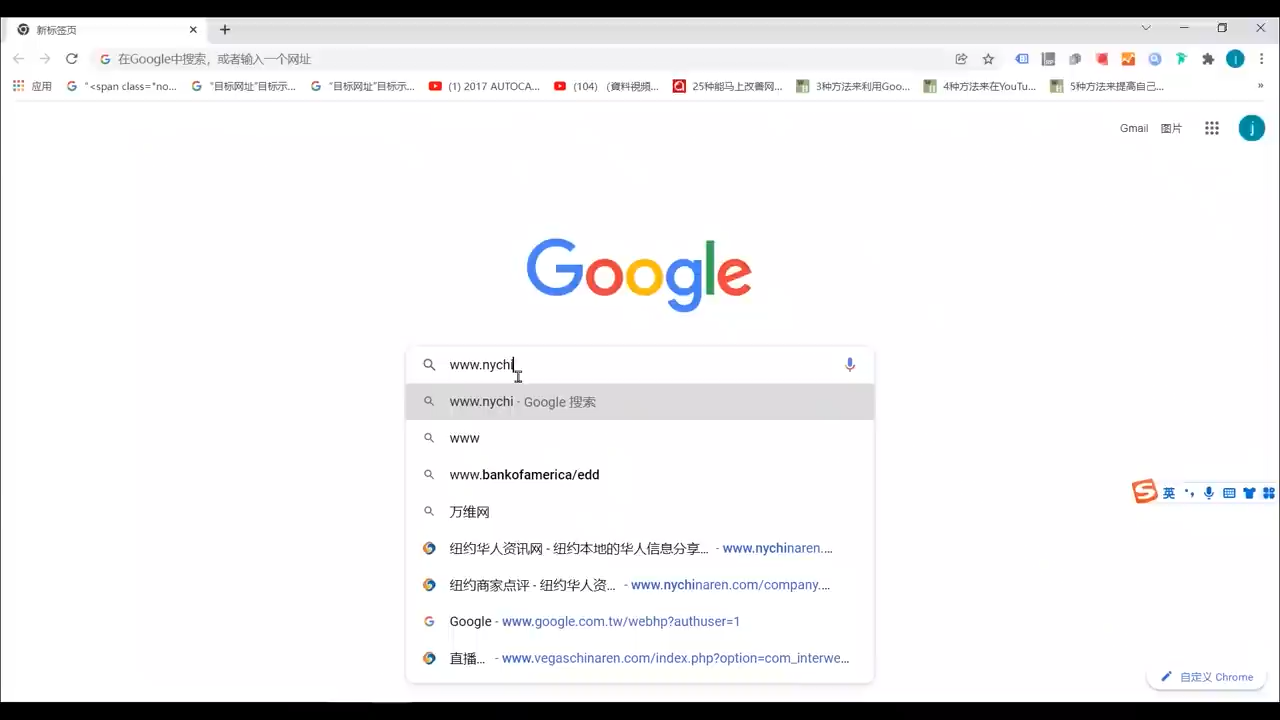 新标签页
在Google中搜索，或者输入一个网址
应用
"<span class="no...
"目标网址"目标示...
"目标网址"目标示...
(1) 2017 AUTOCA...
(104) （資料視頻...
25种能马上改善网...
3种方法来利用Goo...
4种方法来在YouTu...
5种方法来提高自己...
»
Gmail
图片
j
Google
www.nychi
www.nychi - Google 搜索
www
www.bankofamerica/edd
万维网
纽约华人资讯网 - 纽约本地的华人信息分享... - www.nychinaren....
纽约商家点评 - 纽约华人资... - www.nychinaren.com/company....
Google - www.google.com.tw/webhp?authuser=1
直播... - www.vegaschinaren.com/index.php?option=com_interwe...
英
自定义 Chrome